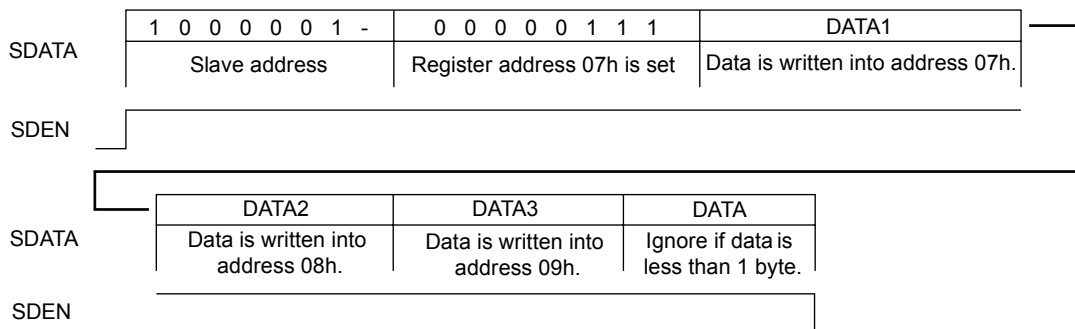 1 0 0 0 0 0 1 - 0 0 0 0 0 1 1 1 DATA1
SDATA
Slave address Register address 07h is set Data is written into address 07h.
SDEN
DATA2 DATA3 DATA
SDATA
Data is written into Data is written into Ignore if data is
address 08h. address 09h. less than 1 byte.
SDEN